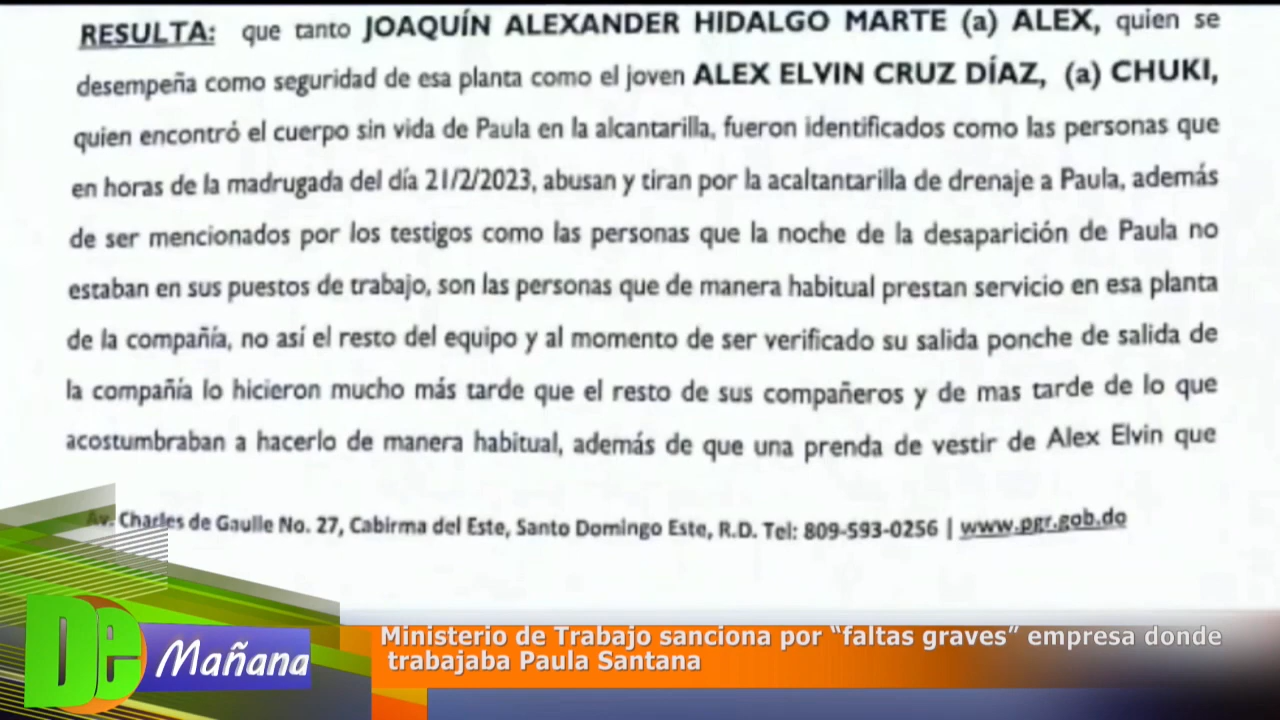 RESULTA: que tanto JOAQUÍN ALEXANDER HIDALGO MARTE (a) ALEX, quien se
desempeña como seguridad de esa planta como el joven ALEX ELVIN CRUZ DÍAZ, (a) CHUKI,
quien encontró el cuerpo sin vida de Paula en la alcantarilla, fueron identificados como las personas que
en horas de la madrugada del día 21/2/2023, abusan y tiran por la acaltantarilla de drenaje a Paula, además
de ser mencionados por los testigos como las personas que la noche de la desaparición de Paula no
estaban en sus puestos de trabajo, son las personas que de manera habitual prestan servicio en esa planta
de la compañía, no así el resto del equipo y al momento de ser verificado su salida ponche de salida de
la compañía lo hicieron mucho más tarde que el resto de sus compañeros y de mas tarde de lo que
acostumbraban a hacerlo de manera habitual, además de que una prenda de vestir de Alex Elvin que
Av. Charles de Gaulle No. 27, Cabirma del Este, Santo Domingo Este, R.D. Tel: 809-593-0256 | www.pgr.gob.do
De Mañana
Ministerio de Trabajo sanciona por “faltas graves” empresa donde
trabajaba Paula Santana